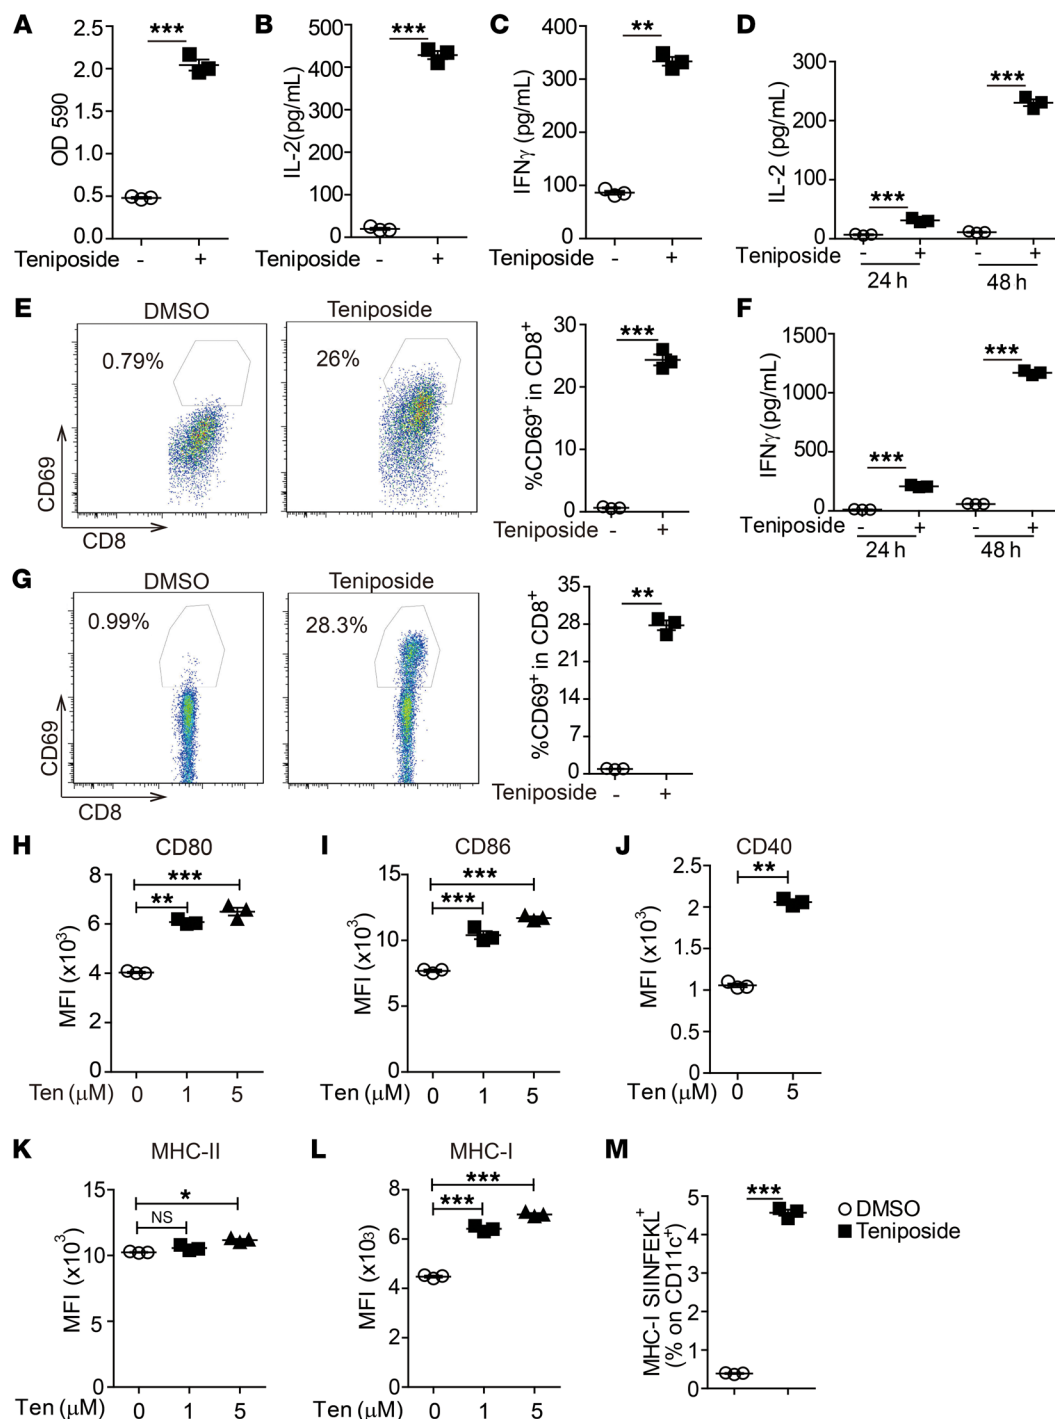 A
2.5
2.0
1.5
1.0
0.5
0.0
OD 590
***
Teniposide - +
B
500
400
300
200
100
0
IL-2(pg/mL)
***
Teniposide - +
C
400
300
200
100
0
IFNγ (pg/mL)
**
Teniposide - +
D
300
200
100
0
IL-2 (pg/mL)
***
***
Teniposide - + - +
24 h 48 h
E
DMSO
0.79%
Teniposide
26%
CD69
CD8
30
20
10
0
%CD69+ in CD8+
***
Teniposide - +
F
1500
1000
500
0
IFNγ (pg/mL)
***
***
Teniposide - + - +
24 h 48 h
G
DMSO
0.99%
Teniposide
28.3%
CD69
CD8
35
28
21
14
7
0
%CD69+ in CD8+
**
Teniposide - +
H
CD80
8
6
4
2
0
MFI (x10³)
***
**
Ten (μM) 0 1 5
I
CD86
15
10
5
0
MFI (x10³)
***
***
Ten (μM) 0 1 5
J
CD40
2.5
2
1.5
1
0.5
0
MFI (x10³)
**
Ten (μM) 0 5
K
MHC-II
15
10
5
0
MFI (x10³)
*
NS
Ten (μM) 0 1 5
L
MHC-I
8
6
4
2
0
MFI (x10³)
***
***
Ten (μM) 0 1 5
M
5
4
3
2
1
0
MHC-I SIINFEKL+
(% on CD11c+)
***
DMSO
Teniposide